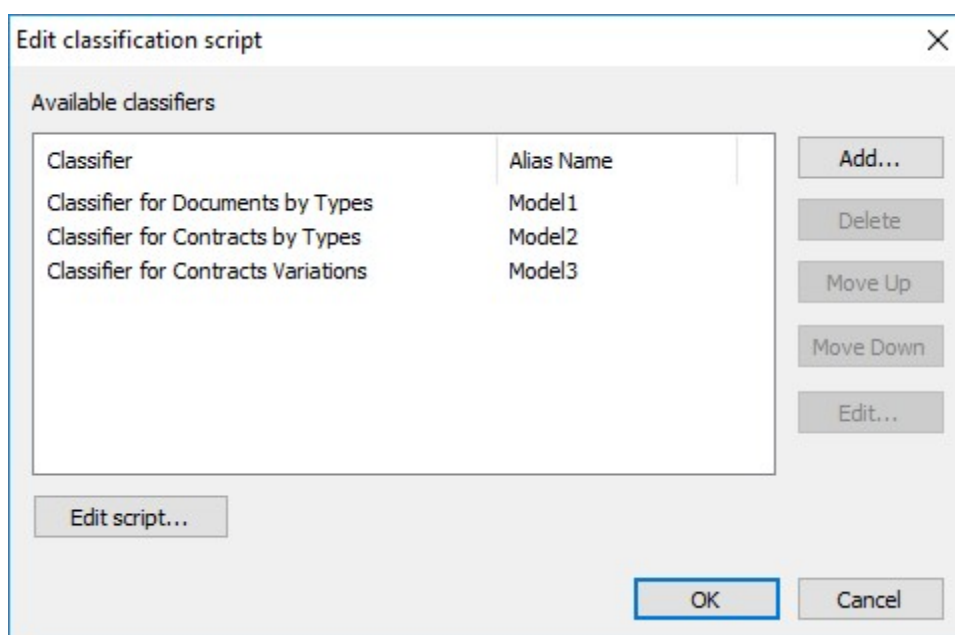 Edit classification script
Available classifiers
Classifier Alias Name
Classifier for Documents by Types Model1
Classifier for Contracts by Types Model2
Classifier for Contracts Variations Model3
Add...
Delete
Move Up
Move Down
Edit...
Edit script...
OK Cancel